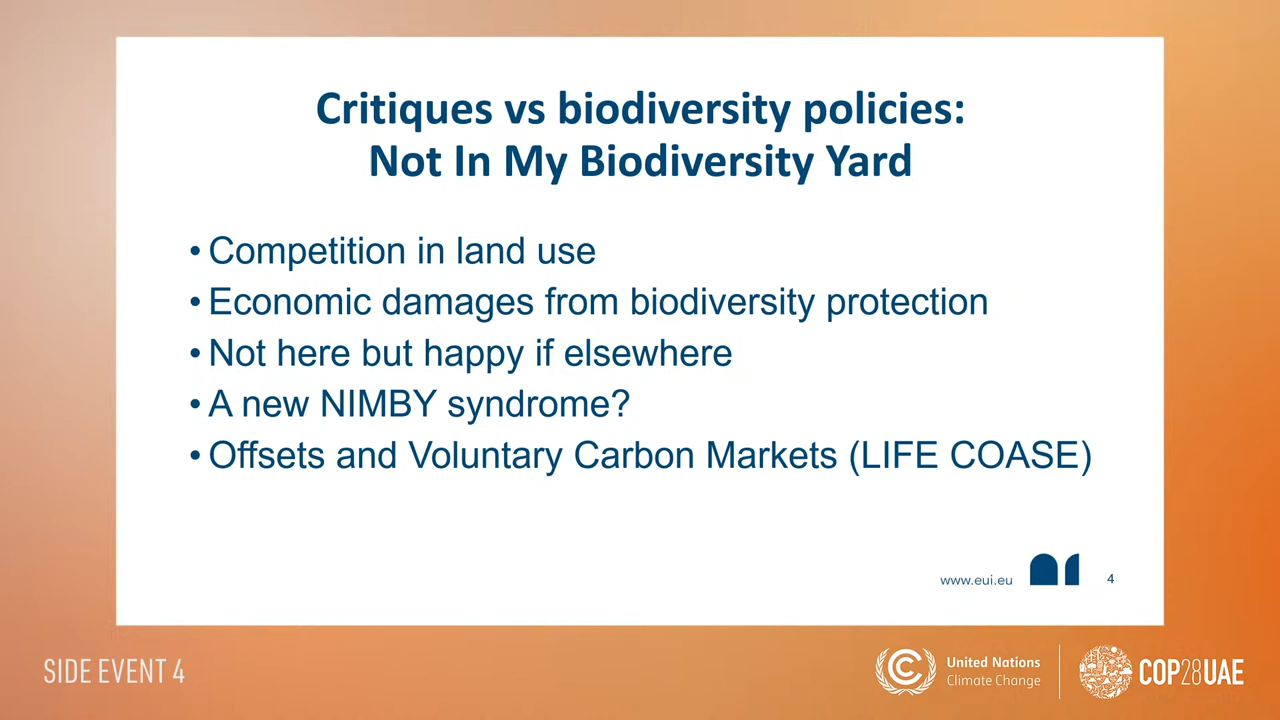 Critiques vs biodiversity policies:
Not In My Biodiversity Yard
• Competition in land use
• Economic damages from biodiversity protection
• Not here but happy if elsewhere
• A new NIMBY syndrome?
• Offsets and Voluntary Carbon Markets (LIFE COASE)
www.eui.eu
4
SIDE EVENT 4
United Nations
Climate Change
COP28UAE